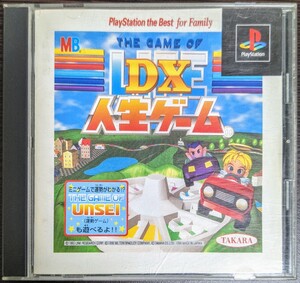 PlayStation the Best for Family
MB
PlayStation
THE GAME OF
LIFE
DX
人生ゲーム
ミニゲームで運勢がわかる!!
THE GAME OF
UNSEI
も遊べるよ!!
TAKARA